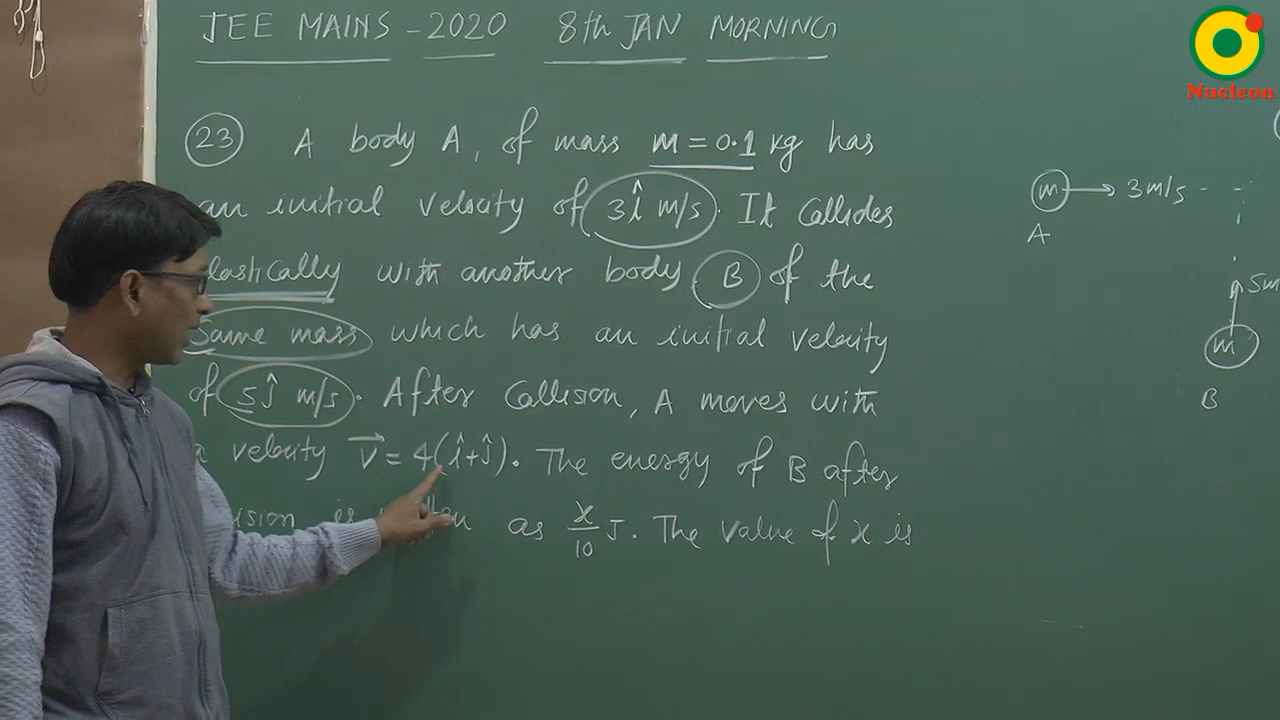 JEE MAINS - 2020 8th JAN MORNING
Nucleon
(23) A body A, of mass m = 0.1 kg has
an initial velocity of 3î m/s. It collides
elastically with another body B of the
same mass which has an initial velocity
of 5ĵ m/s. After collision, A moves with
a velocity v⃗ = 4(î+ĵ). The energy of B after
as x/10 J. The value of x is
m → 3m/s
A
5m
m
B